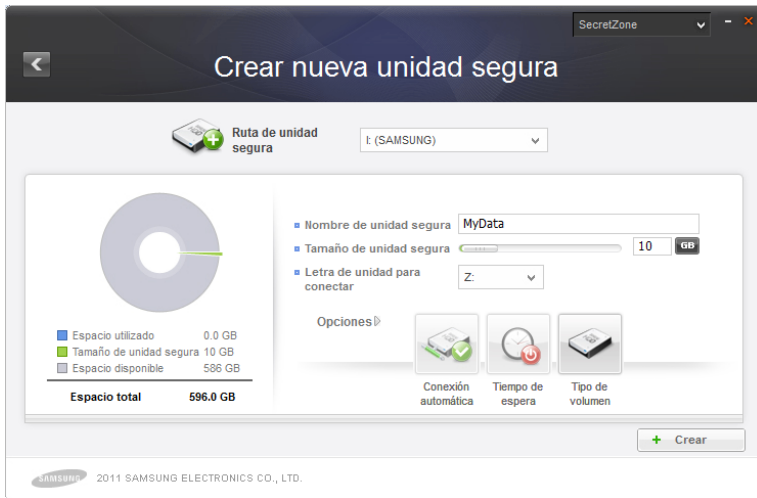 SecretZone
Crear nueva unidad segura
Ruta de unidad
segura
I: (SAMSUNG)
Nombre de unidad segura MyData
Tamaño de unidad segura 10 GB
Letra de unidad para
conectar
Z:
Opciones
Espacio utilizado 0.0 GB
Tamaño de unidad segura 10 GB
Espacio disponible 586 GB
Espacio total 596.0 GB
Conexión
automática
Tiempo de
espera
Tipo de
volumen
+ Crear
SAMSUNG 2011 SAMSUNG ELECTRONICS CO., LTD.